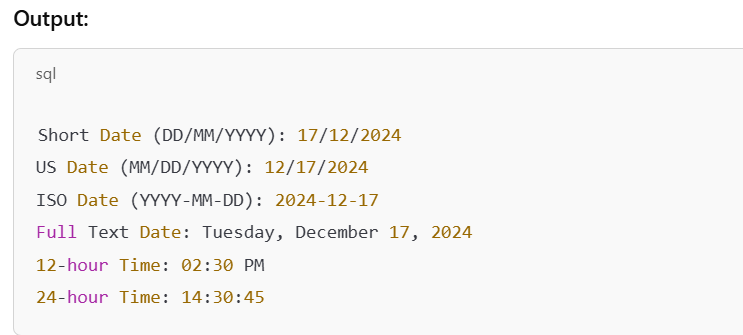 Output:
sql
Short Date (DD/MM/YYYY): 17/12/2024
US Date (MM/DD/YYYY): 12/17/2024
ISO Date (YYYY-MM-DD): 2024-12-17
Full Text Date: Tuesday, December 17, 2024
12-hour Time: 02:30 PM
24-hour Time: 14:30:45